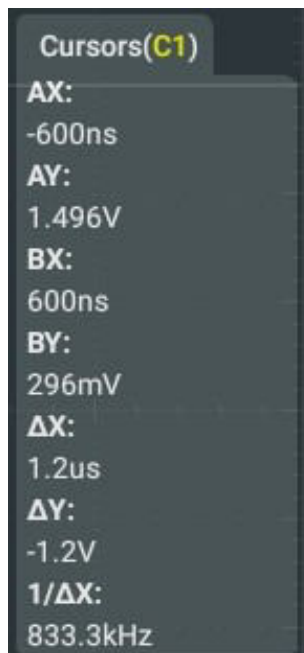 Cursors(C1)
AX:
-600ns
AY:
1.496V
BX:
600ns
BY:
296mV
ΔX:
1.2us
ΔY:
-1.2V
1/ΔX:
833.3kHz